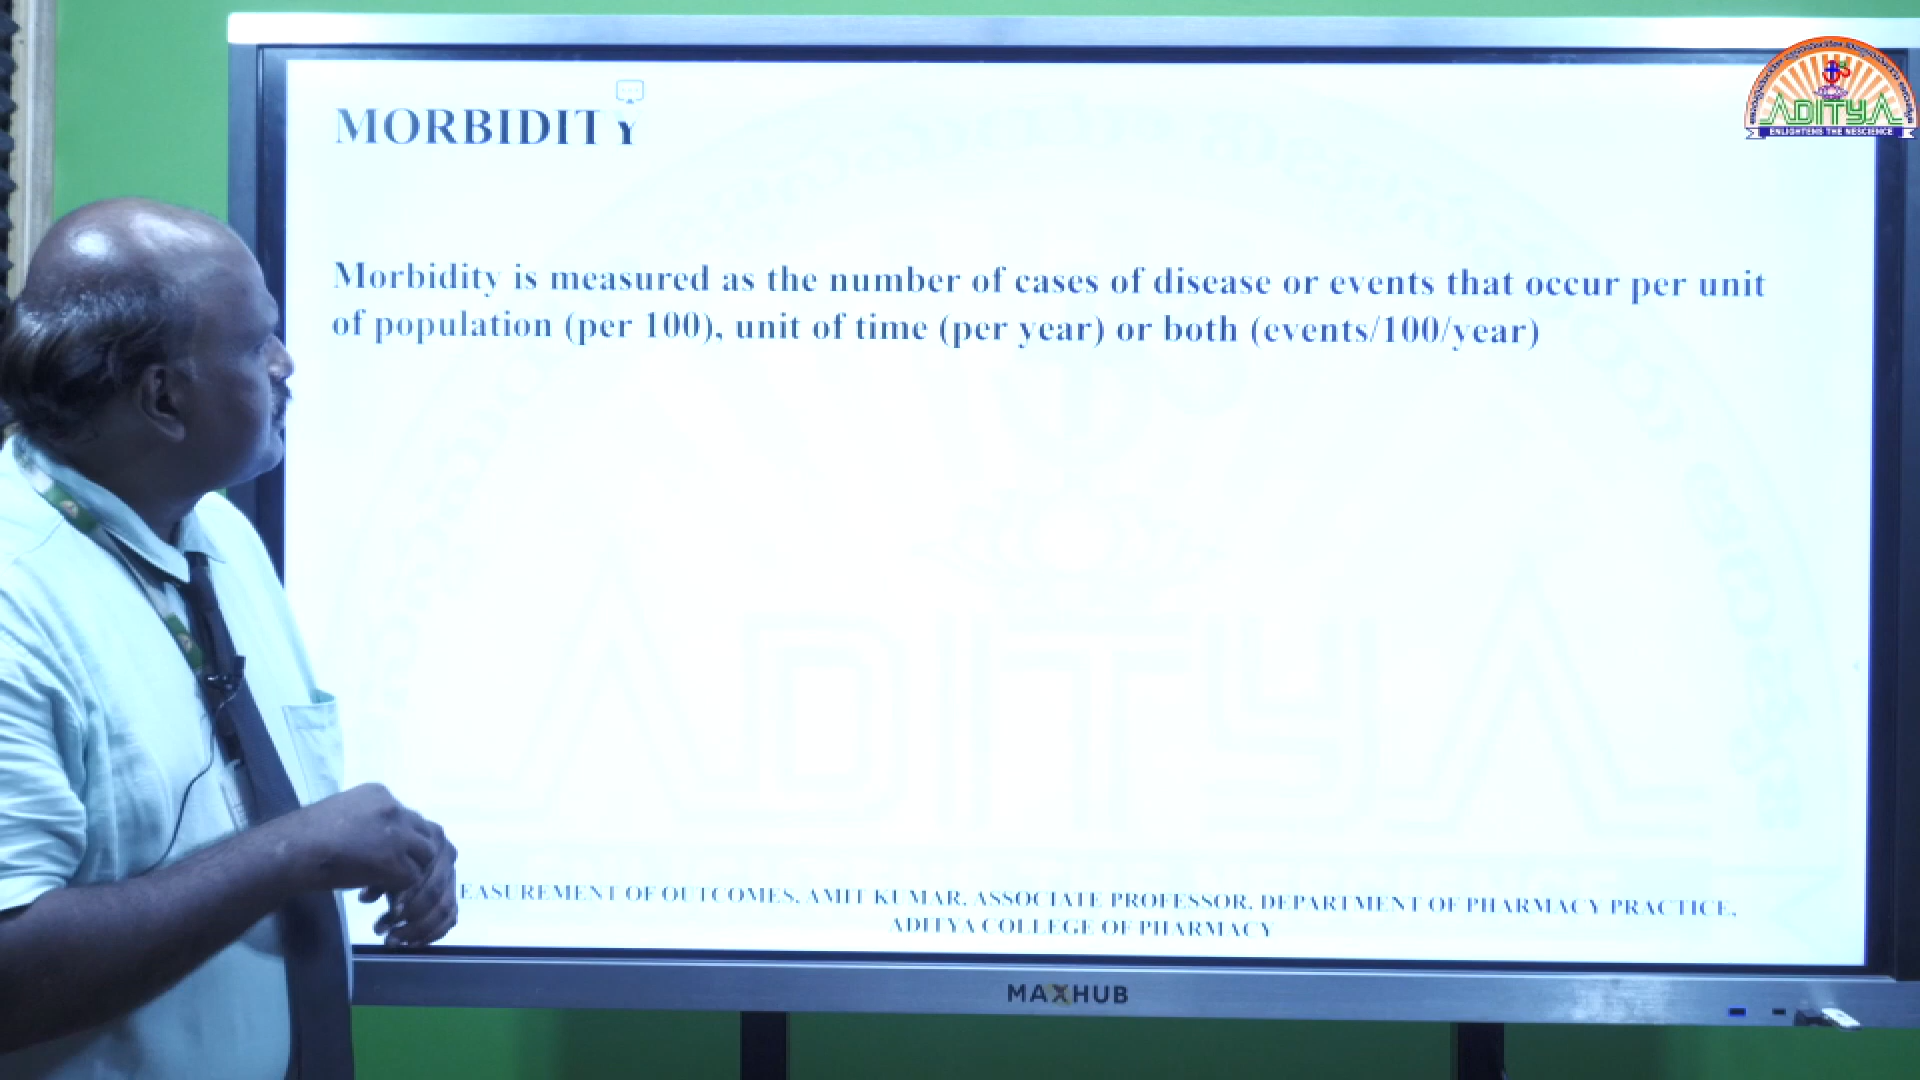 MORBIDITY
Morbidity is measured as the number of cases of disease or events that occur per unit
of population (per 100), unit of time (per year) or both (events/100/year)
EASUREMENT OF OUTCOMES, AMIT KUMAR, ASSOCIATE PROFESSOR, DEPARTMENT OF PHARMACY PRACTICE,
ADITYA COLLEGE OF PHARMACY
MAXHUB
ADITYA
ENLIGHTENS THE NESCIENCE
ADITYA